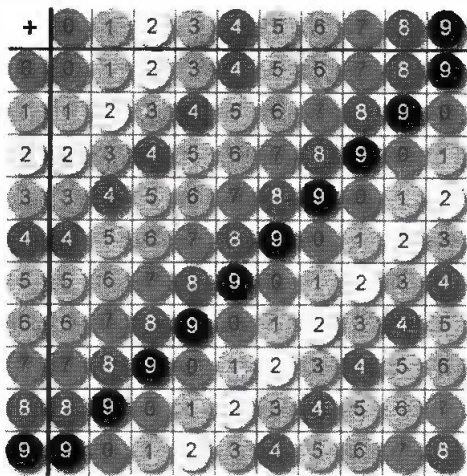 + 0 1 2 3 4 5 6 7 8 9
0 0 1 2 3 4 5 6 7 8 9
1 1 2 3 4 5 6 7 8 9 0
2 2 3 4 5 6 7 8 9 0 1
3 3 4 5 6 7 8 9 0 1 2
4 4 5 6 7 8 9 0 1 2 3
5 5 6 7 8 9 0 1 2 3 4
6 6 7 8 9 0 1 2 3 4 5
7 7 8 9 0 1 2 3 4 5 6
8 8 9 0 1 2 3 4 5 6 7
9 9 0 1 2 3 4 5 6 7 8